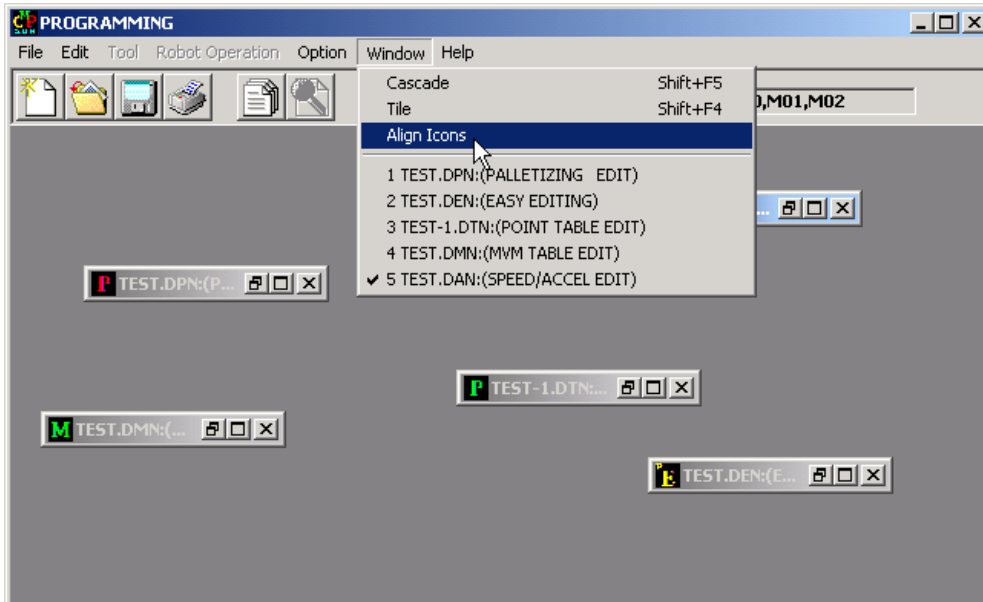 PROGRAMMING
File Edit Tool Robot Operation Option Window Help
Cascade Shift+F5
Tile Shift+F4
Align Icons
,M01,M02
1 TEST.DPN:(PALLETIZING EDIT)
2 TEST.DEN:(EASY EDITING)
3 TEST-1.DTN:(POINT TABLE EDIT)
4 TEST.DMN:(MVM TABLE EDIT)
5 TEST.DAN:(SPEED/ACCEL EDIT)
...
P TEST.DPN:(P...
P TEST-1.DTN:...
M TEST.DMN:(...
E TEST.DEN:(E...